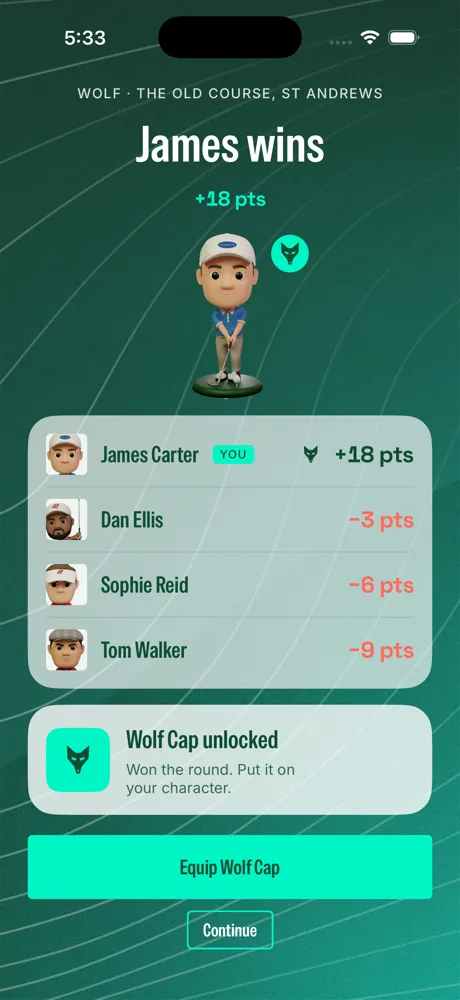 5:33
WOLF · THE OLD COURSE, ST ANDREWS
James wins
+18 pts
James Carter YOU +18 pts
Dan Ellis −3 pts
Sophie Reid −6 pts
Tom Walker −9 pts
Wolf Cap unlocked
Won the round. Put it on
your character.
Equip Wolf Cap
Continue